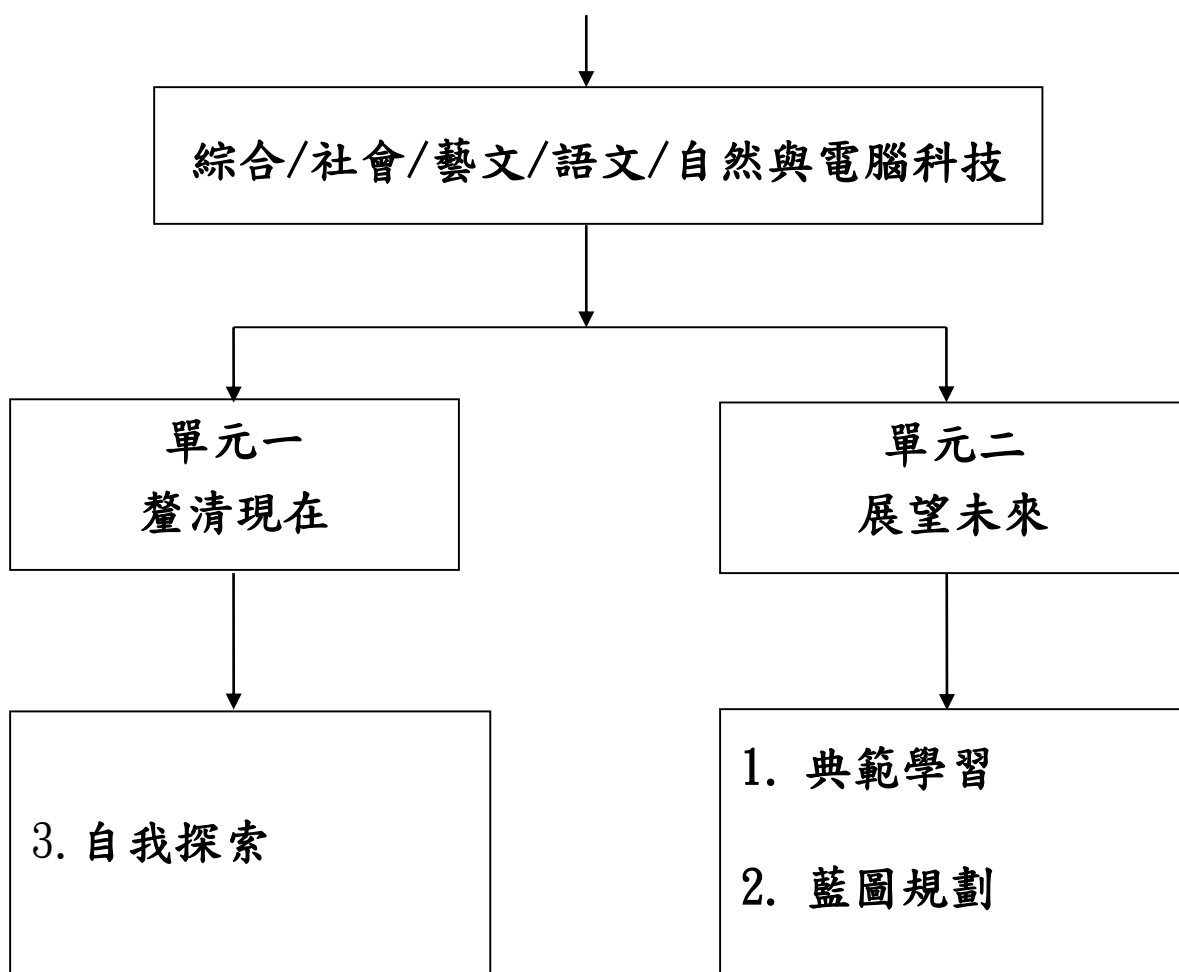 綜合/社會/藝文/語文/自然與電腦科技
單元一
釐清現在
單元二
展望未來
3. 自我探索
1. 典範學習
2. 藍圖規劃